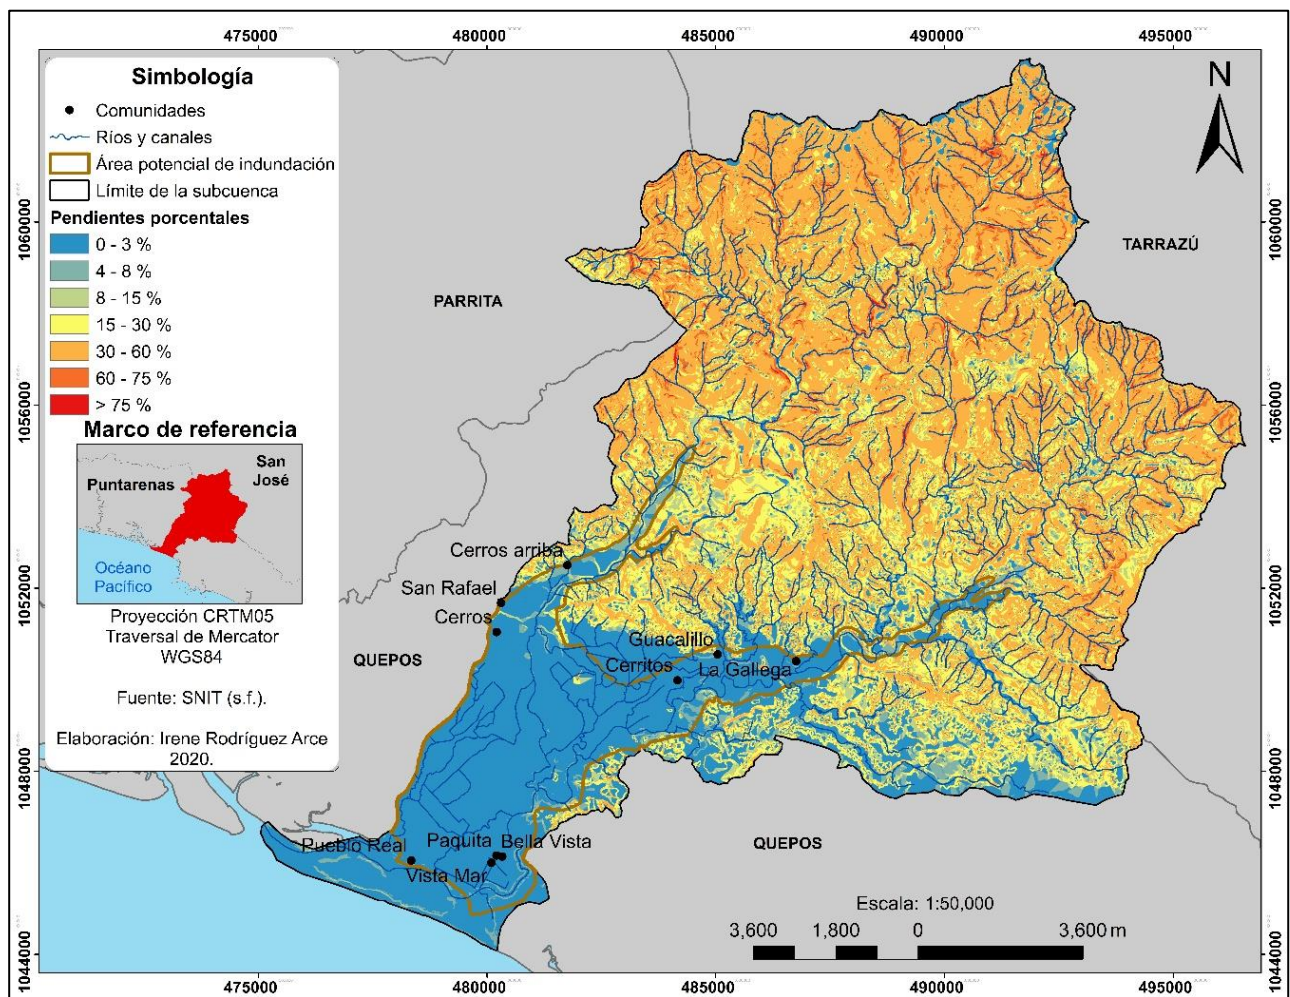 475000 480000 485000 490000 495000
Simbología
Comunidades
Ríos y canales
Área potencial de indundación
Límite de la subcuenca
Pendientes porcentales
0 - 3 %
4 - 8 %
8 - 15 %
15 - 30 %
30 - 60 %
60 - 75 %
> 75 %
Marco de referencia
San
José
Puntarenas
Océano
Pacífico
Proyección CRTM05
Traversal de Mercator
WGS84
Fuente: SNIT (s.f.).
Elaboración: Irene Rodríguez Arce
2020.
N
1060000
1056000
1052000
1048000
1044000
1060000
1056000
1052000
1048000
1044000
TARRAZÚ
PARRITA
Cerros arriba
San Rafael
Cerros
QUEPOS
Guacalillo
Cerritos
La Gallega
Pueblo Real
Paquita
Bella Vista
Vista Mar
QUEPOS
Escala: 1:50,000
3,600 1,800 0 3,600 m
475000 480000 485000 490000 495000